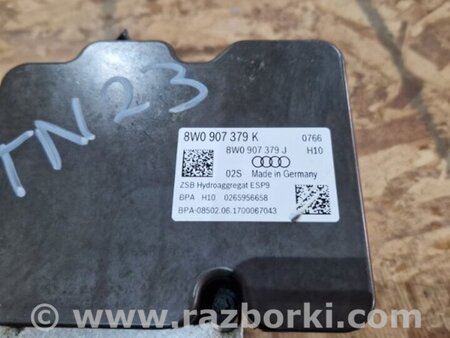 TN23
8W0 907 379 K 0766
8W0 907 379 J H10
02S Made in Germany
ZSB Hydroaggregat ESP9
BPA H10 0265956658
BPA-08502.06.1700067043
www.razborki.com